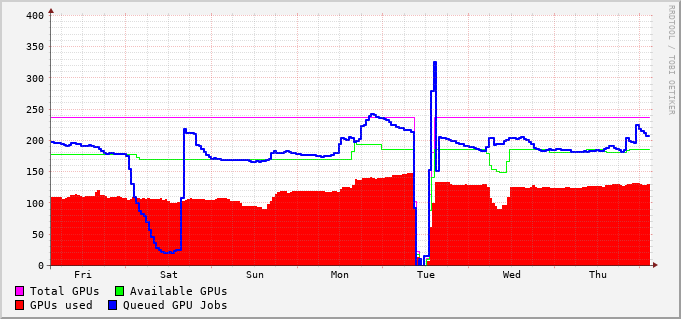 400
350
300
250
200
150
100
50
0
Fri Sat Sun Mon Tue Wed Thu
Total GPUs Available GPUs
GPUs used Queued GPU Jobs
RRDTOOL / TOBI OETIKER